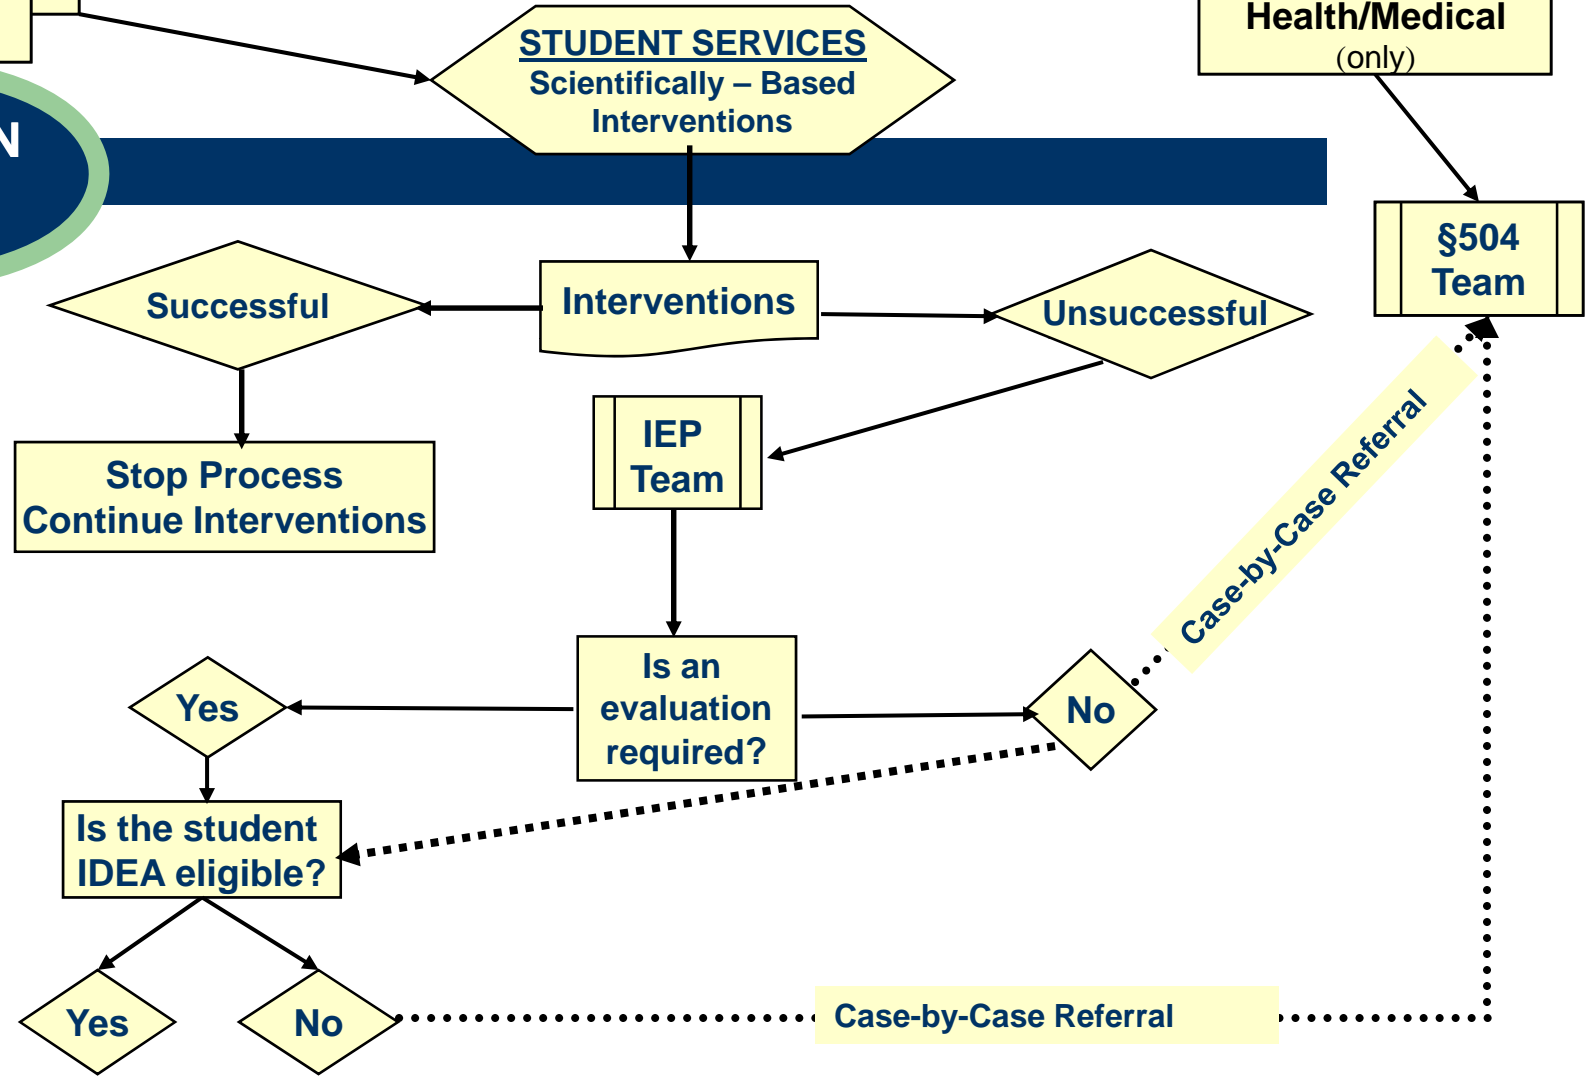 STUDENT SERVICES
Scientifically – Based
Interventions
Health/Medical
(only)
N
§504
Team
Successful
Interventions
Unsuccessful
IEP
Team
Stop Process
Continue Interventions
Case-by-Case Referral
Is an
evaluation
required?
Yes
No
Is the student
IDEA eligible?
Yes
No
Case-by-Case Referral